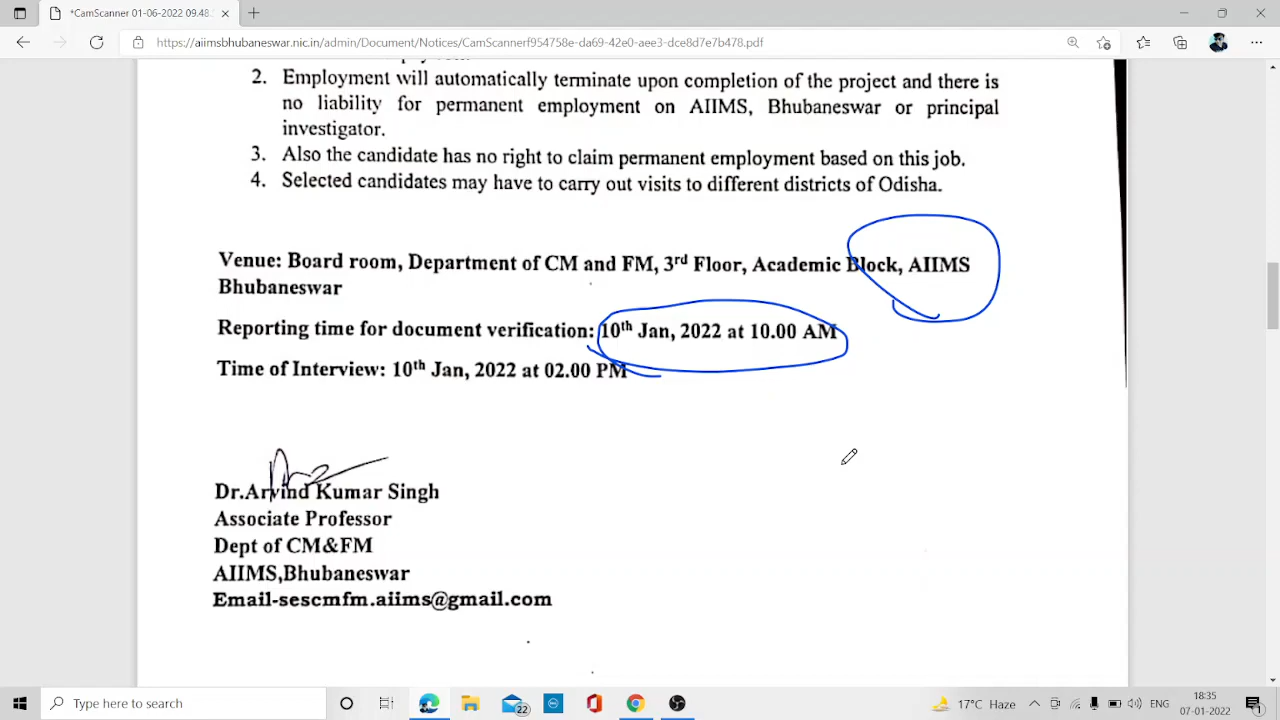 *CamScanner 01-06-2022 09.48.
https://aiimsbhubaneswar.nic.in/admin/Document/Notices/CamScannerf954758e-da69-42e0-aee3-dce8d7e7b478.pdf
2. Employment will automatically terminate upon completion of the project and there is
no liability for permanent employment on AIIMS, Bhubaneswar or principal
investigator.
3. Also the candidate has no right to claim permanent employment based on this job.
4. Selected candidates may have to carry out visits to different districts of Odisha.
Venue: Board room, Department of CM and FM, 3rd Floor, Academic Block, AIIMS
Bhubaneswar
Reporting time for document verification: 10th Jan, 2022 at 10.00 AM
Time of Interview: 10th Jan, 2022 at 02.00 PM
Dr.Arvind Kumar Singh
Associate Professor
Dept of CM&FM
AIIMS,Bhubaneswar
Email-sescmfm.aiims@gmail.com
Type here to search
22
17°C Haze
ENG
18:35
07-01-2022
1